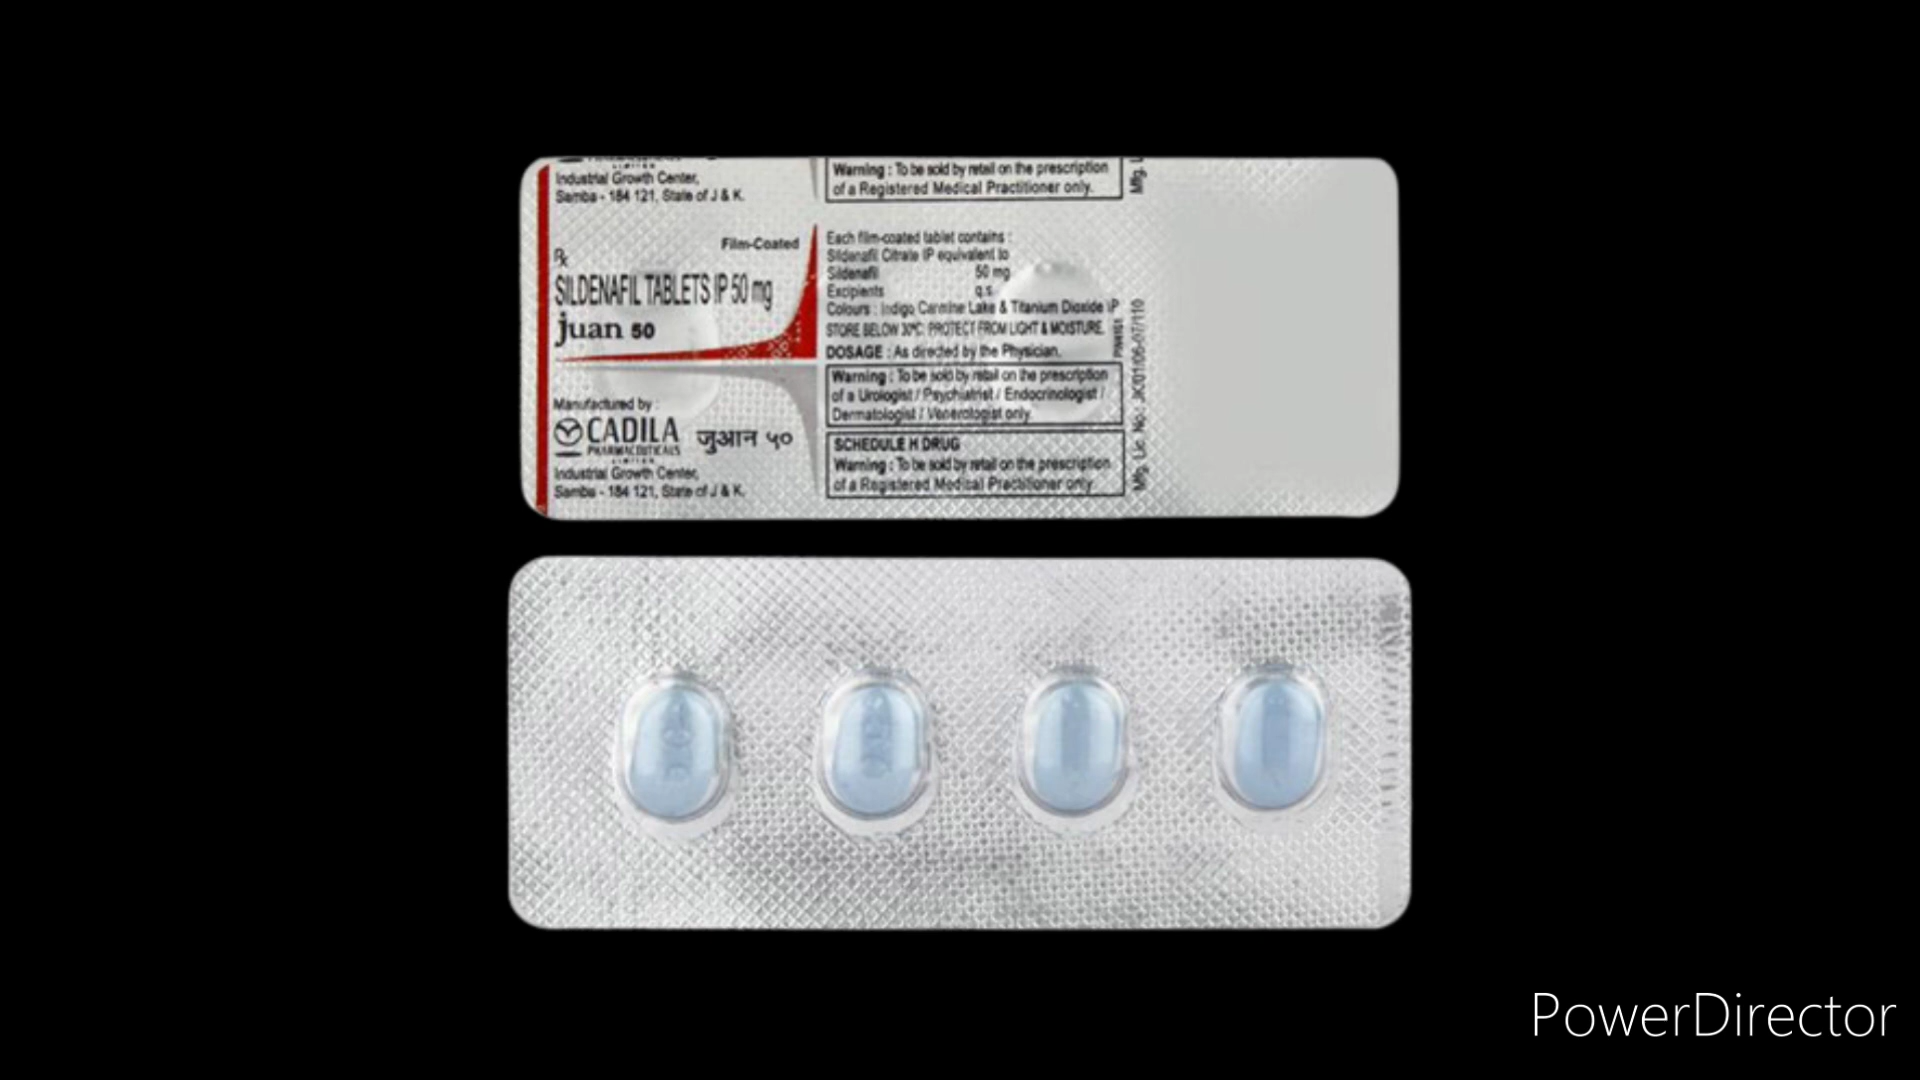 Industrial Growth Center,
Samba - 184 121, State of J & K.
Warning : To be sold by retail on the prescription
of a Registered Medical Practitioner only.
Mfg. L
Film-Coated
Rx
SILDENAFIL TABLETS IP 50 mg
juan 50
Manufactured by :
CADILA
PHARMACEUTICALS
LIMITED
जुआन ५०
Industrial Growth Center,
Samba - 184 121, State of J & K.
Each film-coated tablet contains :
Sildenafil Citrate IP equivalent to
Sildenafil 50 mg
Excipients q.s.
Colours : Indigo Carmine Lake & Titanium Dioxide IP
STORE BELOW 30°C. PROTECT FROM LIGHT & MOISTURE.
DOSAGE : As directed by the Physician.
Warning : To be sold by retail on the prescription
of a Urologist / Psychiatrist / Endocrinologist /
Dermatologist / Venerologist only.
SCHEDULE H DRUG
Warning : To be sold by retail on the prescription
of a Registered Medical Practitioner only.
Mfg. Lic. No.: JK/01/06-07/110
PowerDirector